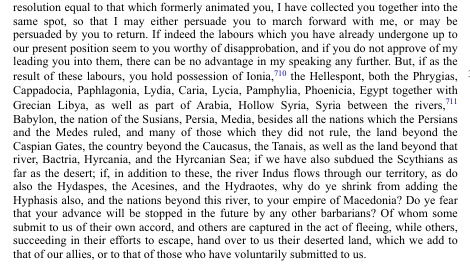 resolution equal to that which formerly animated you, I have collected you together into the
same spot, so that I may either persuade you to march forward with me, or may be
persuaded by you to return. If indeed the labours which you have already undergone up to
our present position seem to you worthy of disapprobation, and if you do not approve of my
leading you into them, there can be no advantage in my speaking any further. But, if as the
result of these labours, you hold possession of Ionia,710 the Hellespont, both the Phrygias,
Cappadocia, Paphlagonia, Lydia, Caria, Lycia, Pamphylia, Phoenicia, Egypt together with
Grecian Libya, as well as part of Arabia, Hollow Syria, Syria between the rivers,711
Babylon, the nation of the Susians, Persia, Media, besides all the nations which the Persians
and the Medes ruled, and many of those which they did not rule, the land beyond the
Caspian Gates, the country beyond the Caucasus, the Tanais, as well as the land beyond that
river, Bactria, Hyrcania, and the Hyrcanian Sea; if we have also subdued the Scythians as
far as the desert; if, in addition to these, the river Indus flows through our territory, as do
also the Hydaspes, the Acesines, and the Hydraotes, why do ye shrink from adding the
Hyphasis also, and the nations beyond this river, to your empire of Macedonia? Do ye fear
that your advance will be stopped in the future by any other barbarians? Of whom some
submit to us of their own accord, and others are captured in the act of fleeing, while others,
succeeding in their efforts to escape, hand over to us their deserted land, which we add to
that of our allies, or to that of those who have voluntarily submitted to us.